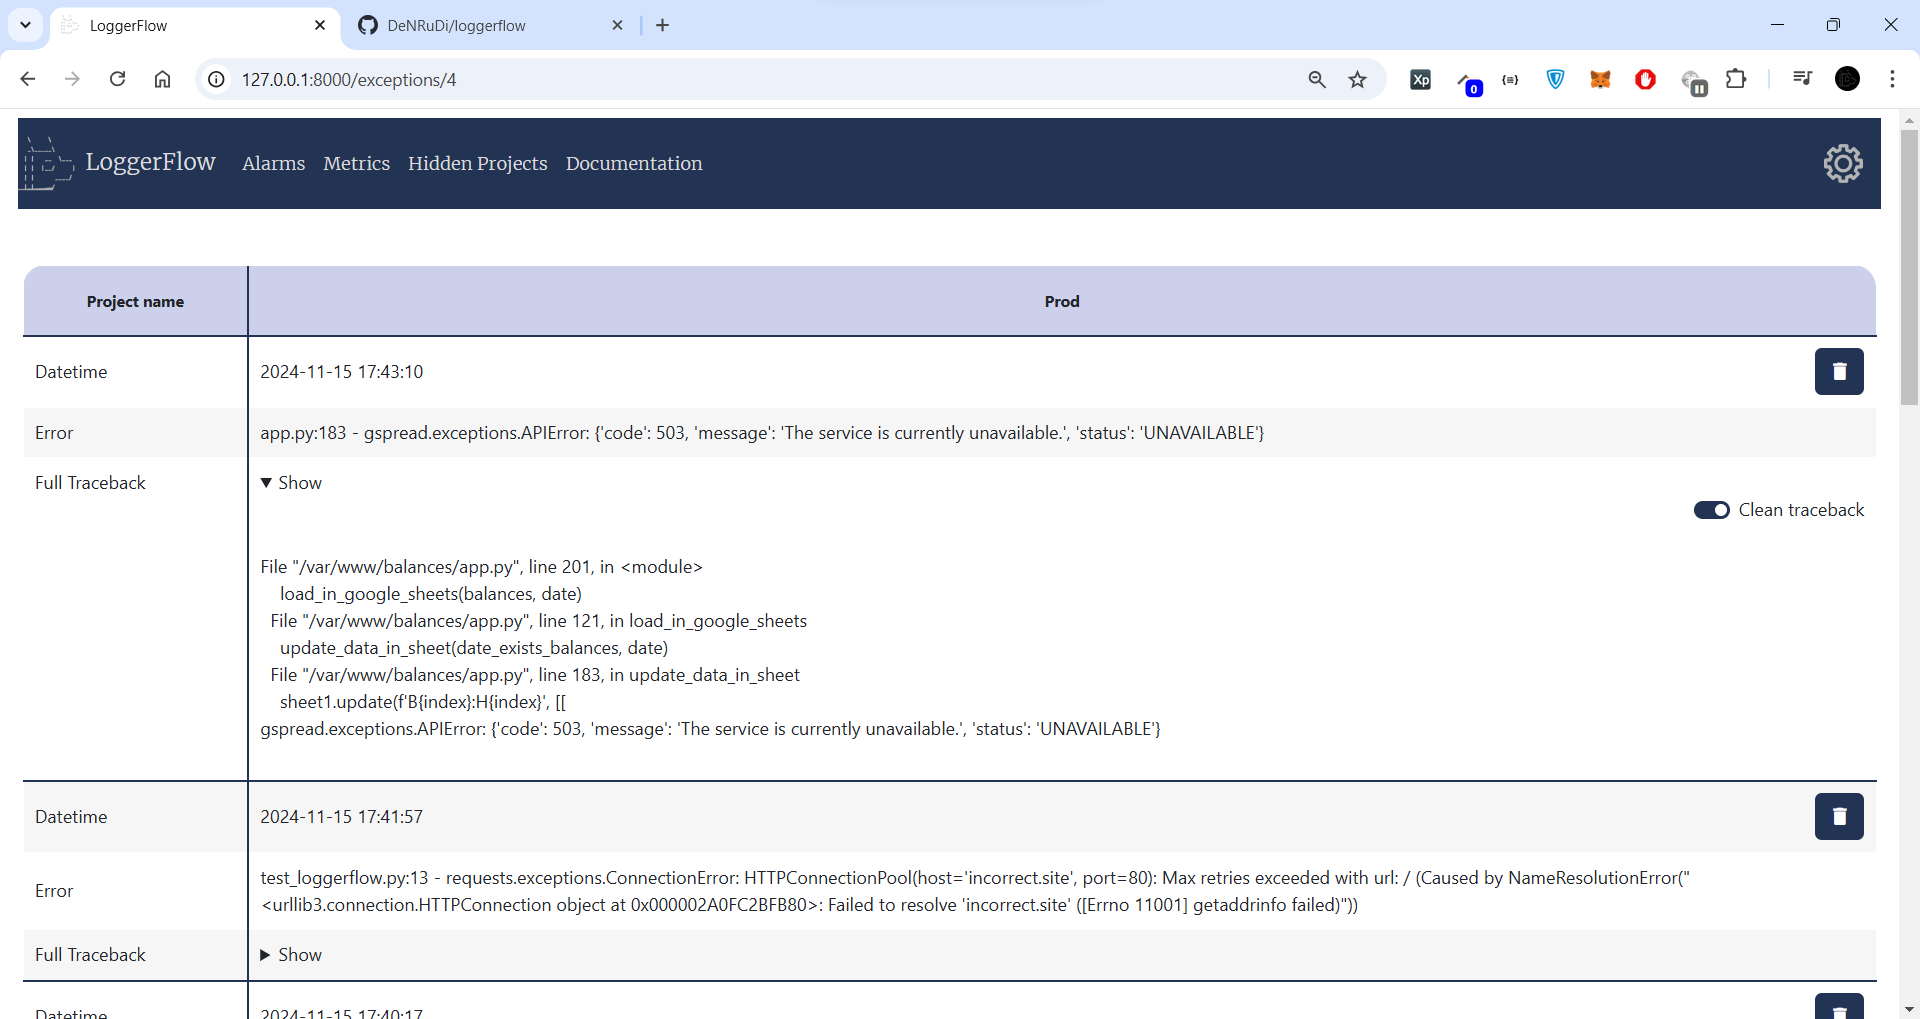 LoggerFlow
DeNRuDi/loggerflow
127.0.0.1:8000/exceptions/4
Xp
0
LoggerFlow Alarms Metrics Hidden Projects Documentation
Project name Prod
Datetime 2024-11-15 17:43:10
Error app.py:183 - gspread.exceptions.APIError: {'code': 503, 'message': 'The service is currently unavailable.', 'status': 'UNAVAILABLE'}
Full Traceback ▼ Show
Clean traceback
File "/var/www/balances/app.py", line 201, in <module>
load_in_google_sheets(balances, date)
File "/var/www/balances/app.py", line 121, in load_in_google_sheets
update_data_in_sheet(date_exists_balances, date)
File "/var/www/balances/app.py", line 183, in update_data_in_sheet
sheet1.update(f'B{index}:H{index}', [[
gspread.exceptions.APIError: {'code': 503, 'message': 'The service is currently unavailable.', 'status': 'UNAVAILABLE'}
Datetime 2024-11-15 17:41:57
Error test_loggerflow.py:13 - requests.exceptions.ConnectionError: HTTPConnectionPool(host='incorrect.site', port=80): Max retries exceeded with url: / (Caused by NameResolutionError("
<urllib3.connection.HTTPConnection object at 0x000002A0FC2BFB80>: Failed to resolve 'incorrect.site' ([Errno 11001] getaddrinfo failed)"))
Full Traceback ▶ Show
Datetime 2024-11-15 17:40:17